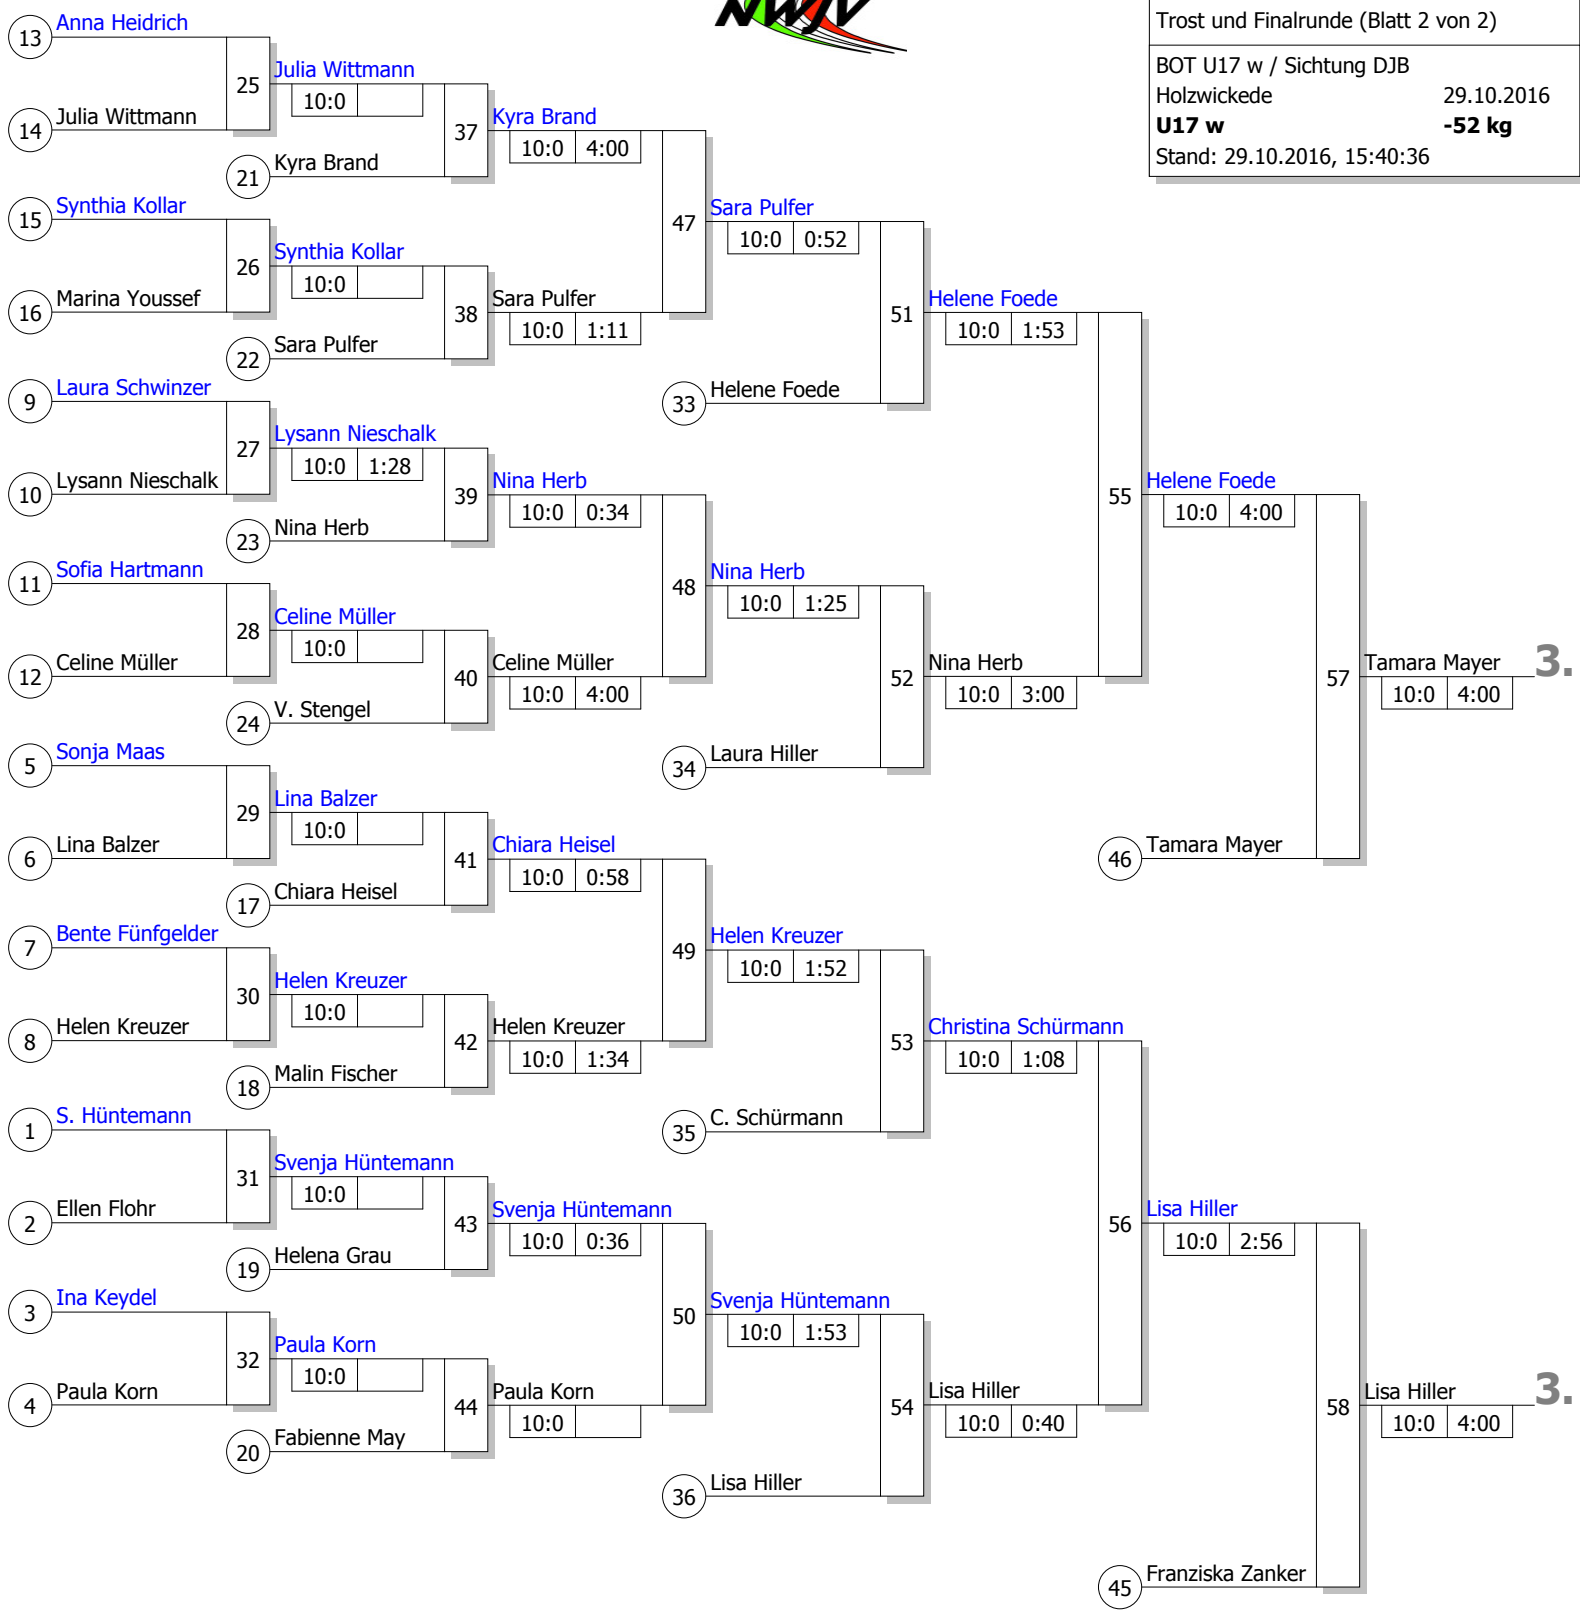 NWJV
Trost und Finalrunde (Blatt 2 von 2)
BOT U17 w / Sichtung DJB
Holzwickede 29.10.2016
U17 w -52 kg
Stand: 29.10.2016, 15:40:36
13 Anna Heidrich
14 Julia Wittmann
15 Synthia Kollar
16 Marina Youssef
9 Laura Schwinzer
10 Lysann Nieschalk
11 Sofia Hartmann
12 Celine Müller
5 Sonja Maas
6 Lina Balzer
7 Bente Fünfgelder
8 Helen Kreuzer
1 S. Hüntemann
2 Ellen Flohr
3 Ina Keydel
4 Paula Korn
25 Julia Wittmann
10:0
21 Kyra Brand
26 Synthia Kollar
10:0
22 Sara Pulfer
27 Lysann Nieschalk
10:0 1:28
23 Nina Herb
28 Celine Müller
10:0
24 V. Stengel
29 Lina Balzer
10:0
17 Chiara Heisel
30 Helen Kreuzer
10:0
18 Malin Fischer
31 Svenja Hüntemann
10:0
19 Helena Grau
32 Paula Korn
10:0
20 Fabienne May
37 Kyra Brand
10:0 4:00
38 Sara Pulfer
10:0 1:11
39 Nina Herb
10:0 0:34
40 Celine Müller
10:0 4:00
41 Chiara Heisel
10:0 0:58
42 Helen Kreuzer
10:0 1:34
43 Svenja Hüntemann
10:0 0:36
44 Paula Korn
10:0
47 Sara Pulfer
10:0 0:52
33 Helene Foede
48 Nina Herb
10:0 1:25
34 Laura Hiller
49 Helen Kreuzer
10:0 1:52
35 C. Schürmann
50 Svenja Hüntemann
10:0 1:53
36 Lisa Hiller
51 Helene Foede
10:0 1:53
52 Nina Herb
10:0 3:00
53 Christina Schürmann
10:0 1:08
54 Lisa Hiller
10:0 0:40
55 Helene Foede
10:0 4:00
46 Tamara Mayer
56 Lisa Hiller
10:0 2:56
45 Franziska Zanker
57 Tamara Mayer 3.
10:0 4:00
58 Lisa Hiller 3.
10:0 4:00